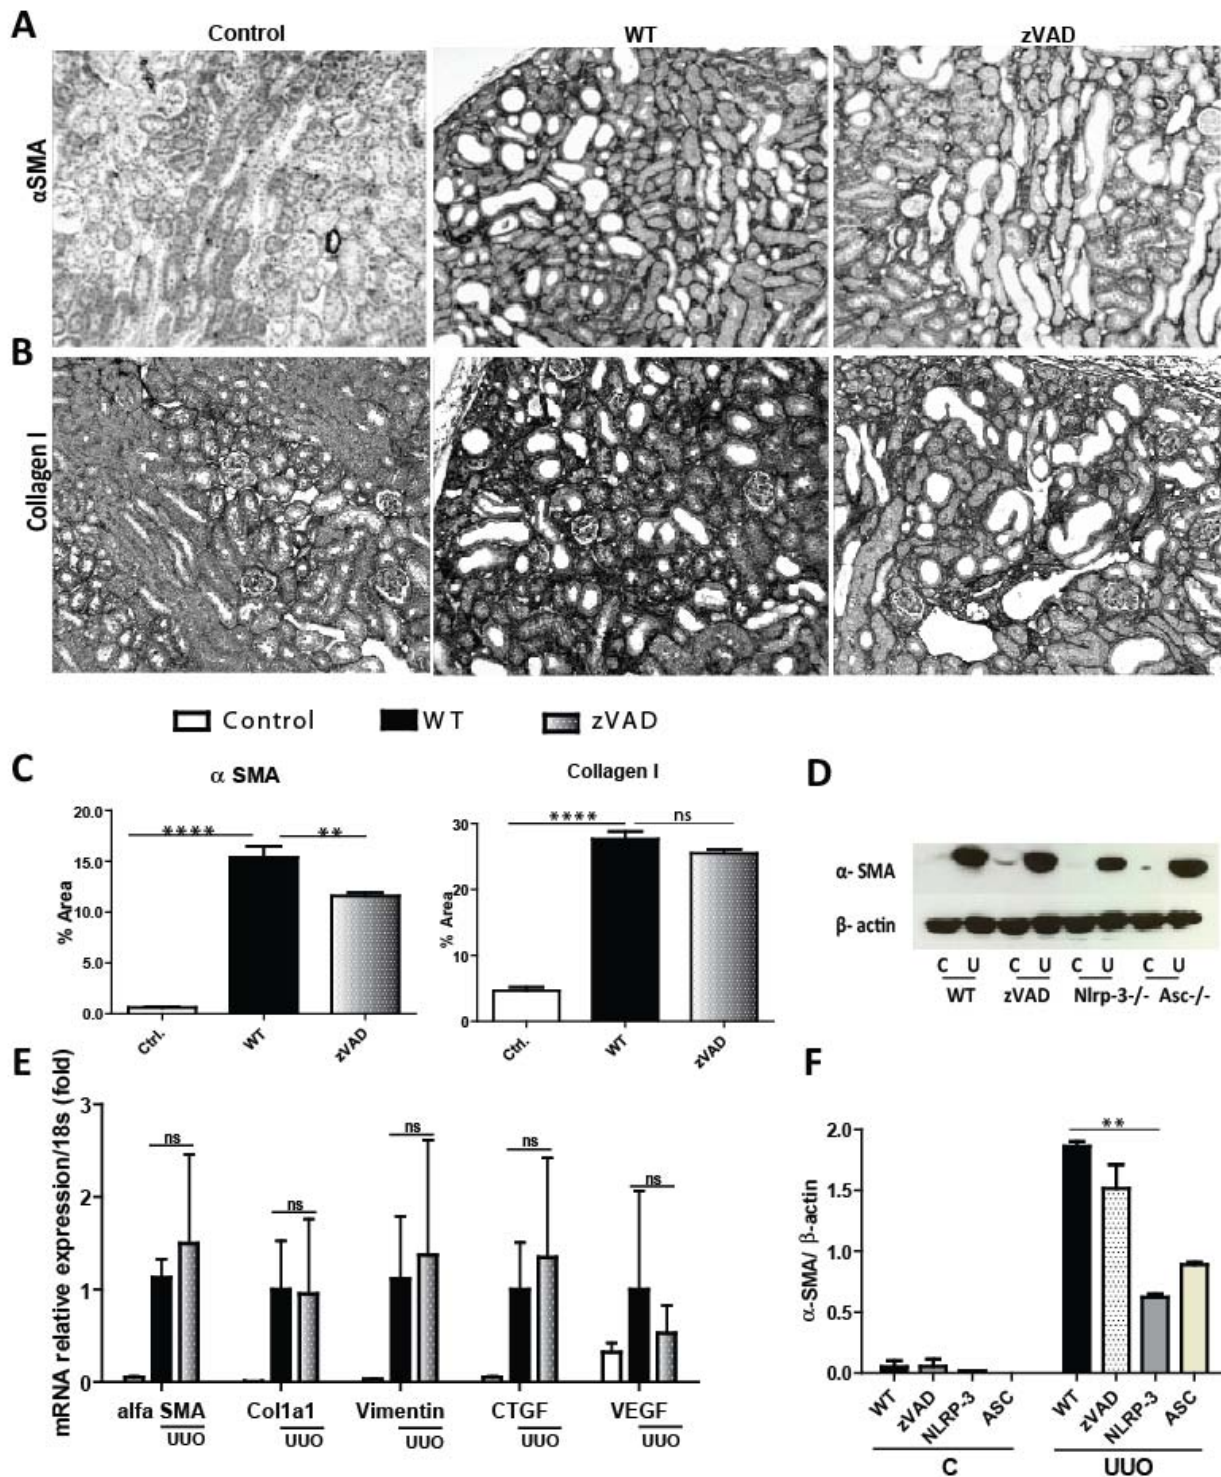 A
Control
WT
zVAD
αSMA
B
Collagen I
Control
WT
zVAD
C
α SMA
% Area
20.0
15.0
10.0
5.0
0.0
****
**
Ctrl.
WT
zVAD
Collagen I
% Area
30
20
10
0
****
ns
Ctrl.
WT
zVAD
D
α- SMA
β- actin
C U C U C U C U
WT zVAD Nlrp-3-/- Asc-/-
E
mRNA relative expression/18s (fold)
3
2
1
0
ns
ns
ns
ns
ns
alfa SMA Col1a1 Vimentin CTGF VEGF
UUO UUO UUO UUO UUO
F
α-SMA/ β-actin
2.0
1.5
1.0
0.5
0.0
**
WT
zVAD
NLRP-3
ASC
WT
zVAD
NLRP-3
ASC
C
UUO